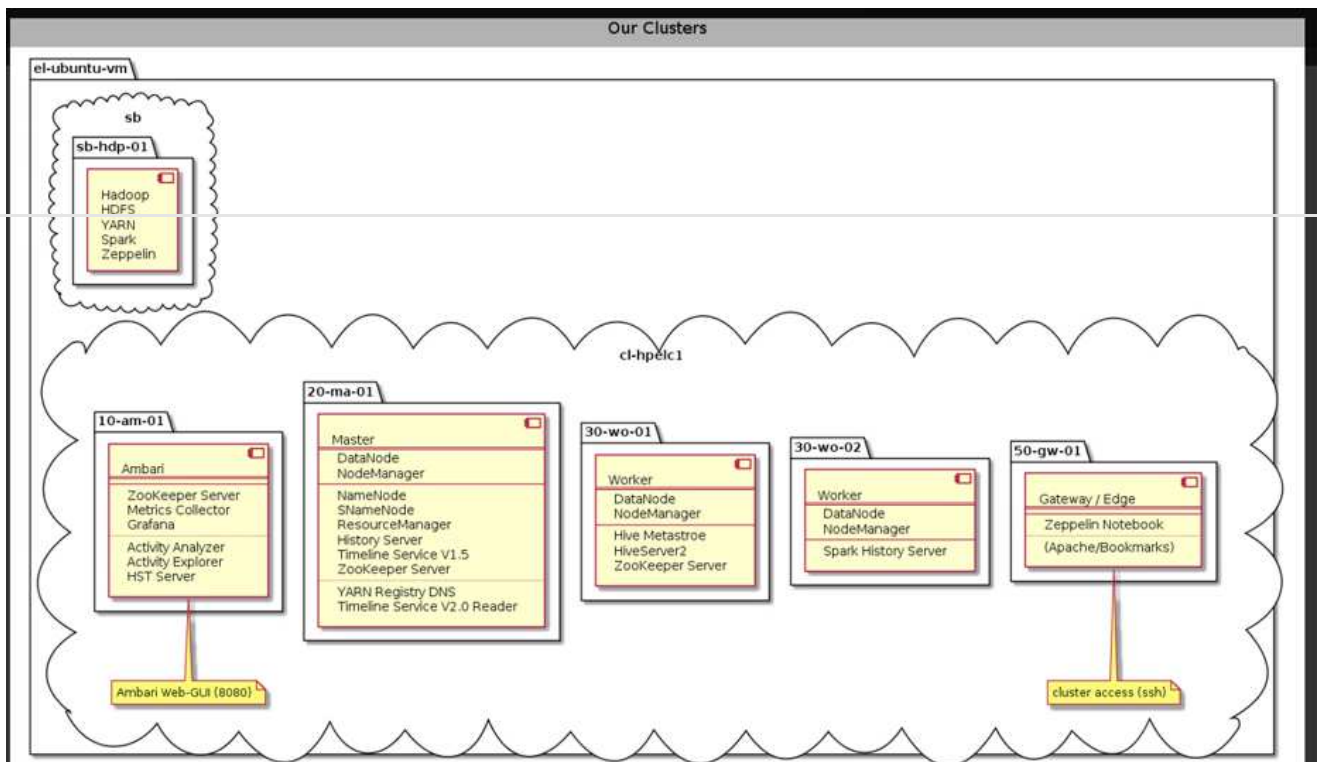 Our Clusters
el-ubuntu-vm
sb
sb-hdp-01
Hadoop
HDFS
YARN
Spark
Zeppelin
cl-hpelc1
10-am-01
Ambari
ZooKeeper Server
Metrics Collector
Grafana
Activity Analyzer
Activity Explorer
HST Server
Ambari Web-GUI (8080)
20-ma-01
Master
DataNode
NodeManager
NameNode
SNameNode
ResourceManager
History Server
Timeline Service V1.5
ZooKeeper Server
YARN Registry DNS
Timeline Service V2.0 Reader
30-wo-01
Worker
DataNode
NodeManager
Hive Metastroe
HiveServer2
ZooKeeper Server
30-wo-02
Worker
DataNode
NodeManager
Spark History Server
50-gw-01
Gateway / Edge
Zeppelin Notebook
(Apache/Bookmarks)
cluster access (ssh)